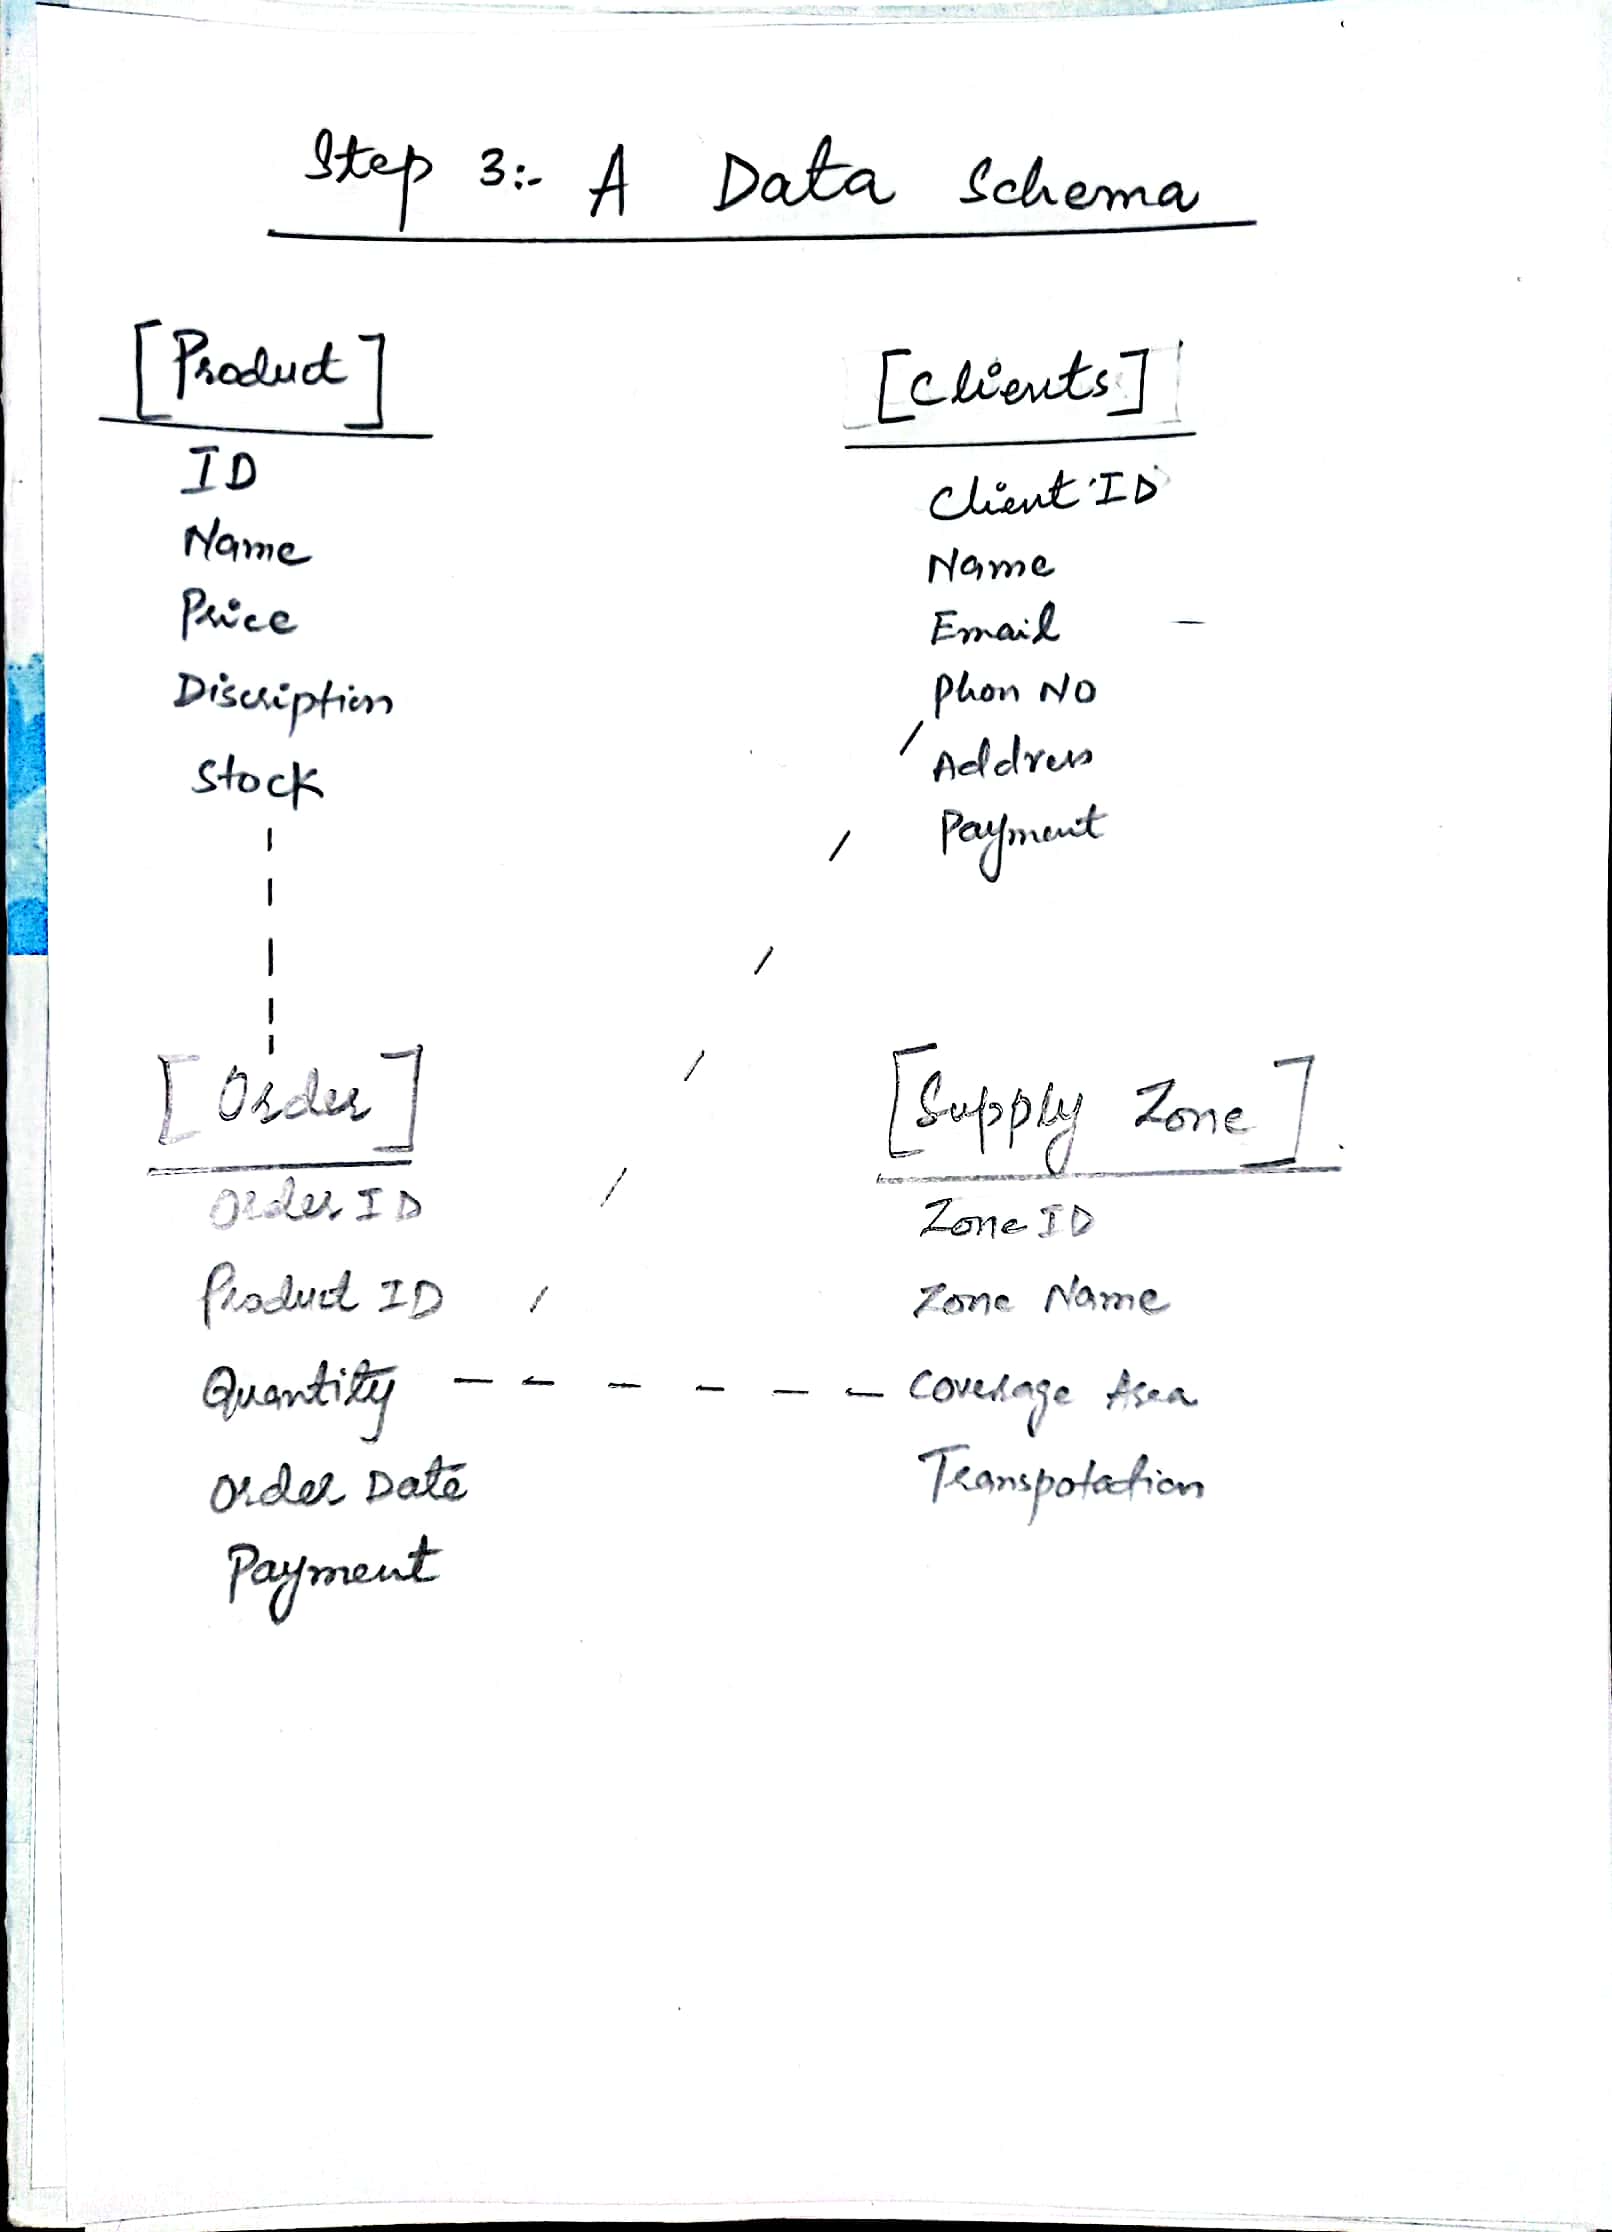 Step 3:- A Data Schema
[Product]
ID
Name
Price
Discription
Stock
[Clients]
Client ID
Name
Email
Phon NO
Address
Payment
[Order]
Order ID
Product ID
Quantity
Order Date
Payment
[Supply Zone]
Zone ID
Zone Name
Coverage Area
Transpotation